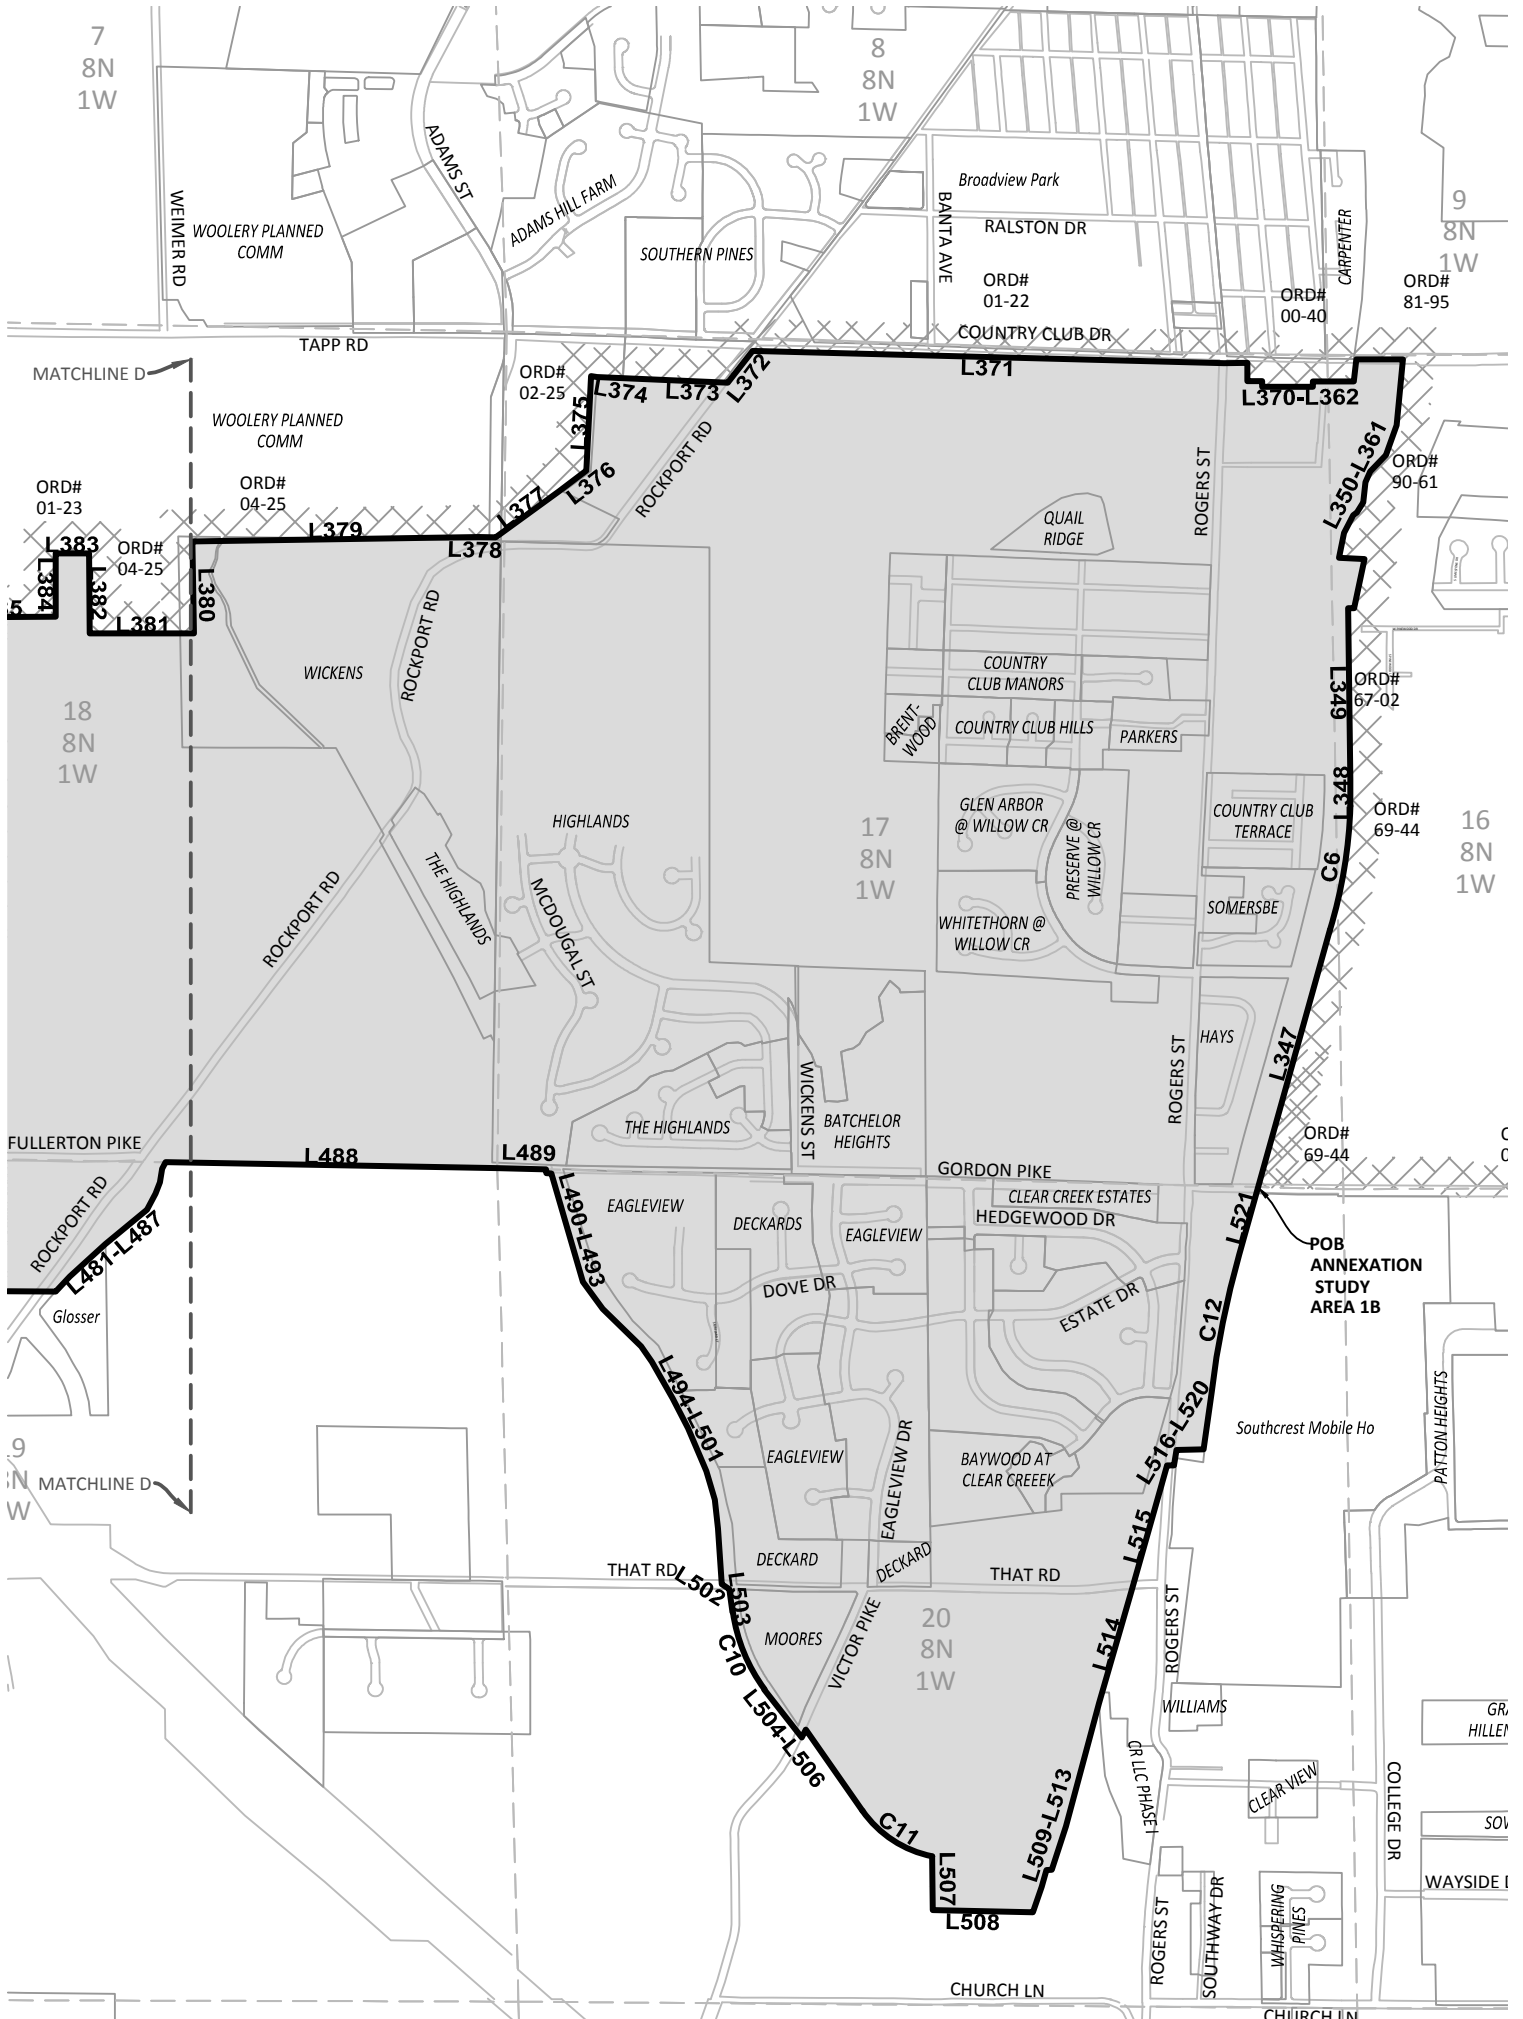 7
8N
1W
8
8N
1W
9
8N
1W
ADAMS ST
WEIMER RD
WOOLERY PLANNED
COMM
ADAMS HILL FARM
SOUTHERN PINES
Broadview Park
BANTA AVE
RALSTON DR
CARPENTER
ORD#
01-22
ORD#
00-40
ORD#
81-95
COUNTRY CLUB DR
TAPP RD
MATCHLINE D
ORD#
02-25
L371
L372
L373
L374
L375
L376
L377
L370-L362
L350-L361
ORD#
90-61
WOOLERY PLANNED
COMM
ROCKPORT RD
ROGERS ST
ORD#
01-23
ORD#
04-25
ORD#
04-25
L379
L378
L383
L384
L382
L381
L380
5
QUAIL
RIDGE
WICKENS
ROCKPORT RD
COUNTRY
CLUB MANORS
BRENT-
WOOD
COUNTRY CLUB HILLS
PARKERS
L349
ORD#
67-02
18
8N
1W
L348
ORD#
69-44
16
8N
1W
HIGHLANDS
GLEN ARBOR
@ WILLOW CR
PRESERVE @
WILLOW CR
COUNTRY CLUB
TERRACE
17
8N
1W
C6
THE HIGHLANDS
MCDOUGAL ST
ROCKPORT RD
WHITETHORN @
WILLOW CR
SOMERSBE
HAYS
L347
ROGERS ST
WICKENS ST
THE HIGHLANDS
BATCHELOR
HEIGHTS
ORD#
69-44
FULLERTON PIKE
L488
L489
GORDON PIKE
CLEAR CREEK ESTATES
HEDGEWOOD DR
ROCKPORT RD
L481-L487
L490-L493
EAGLEVIEW
DECKARDS
EAGLEVIEW
L521
POB
ANNEXATION
STUDY
AREA 1B
DOVE DR
ESTATE DR
C12
Glosser
L494-L501
PATTON HEIGHTS
L516-L520
Southcrest Mobile Ho
9
N
W
MATCHLINE D
EAGLEVIEW
EAGLEVIEW DR
BAYWOOD AT
CLEAR CREEEK
L515
DECKARD
DECKARD
THAT RD
THAT RD
L502
L503
ROGERS ST
C10
MOORES
VICTOR PIKE
20
8N
1W
L514
WILLIAMS
L504-L506
CR LLC PHASE I
CLEAR VIEW
COLLEGE DR
C11
L509-L513
L507
L508
WAYSIDE
ROGERS ST
SOUTHWAY DR
WHISPERING
PINES
CHURCH LN
CHURCH LN